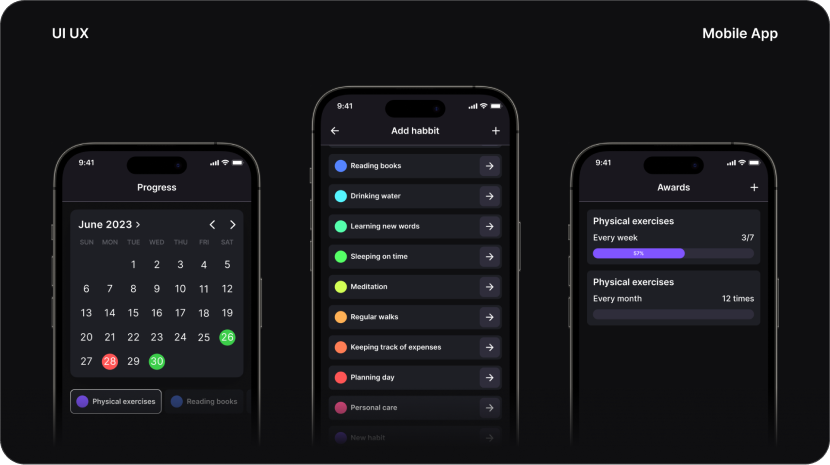 UI UX
Mobile App
9:41
Progress
June 2023
SUN MON TUE WED THU FRI SAT
1 2 3 4 5
6 7 8 9 10 11 12
13 14 15 16 17 18 19
20 21 22 23 24 25 26
27 28 29 30
Physical exercises
Reading books
9:41
Add habbit
Reading books
Drinking water
Learning new words
Sleeping on time
Meditation
Regular walks
Keeping track of expenses
Planning day
Personal care
New habit
9:41
Awards
Physical exercises
Every week 3/7
57%
Physical exercises
Every month 12 times